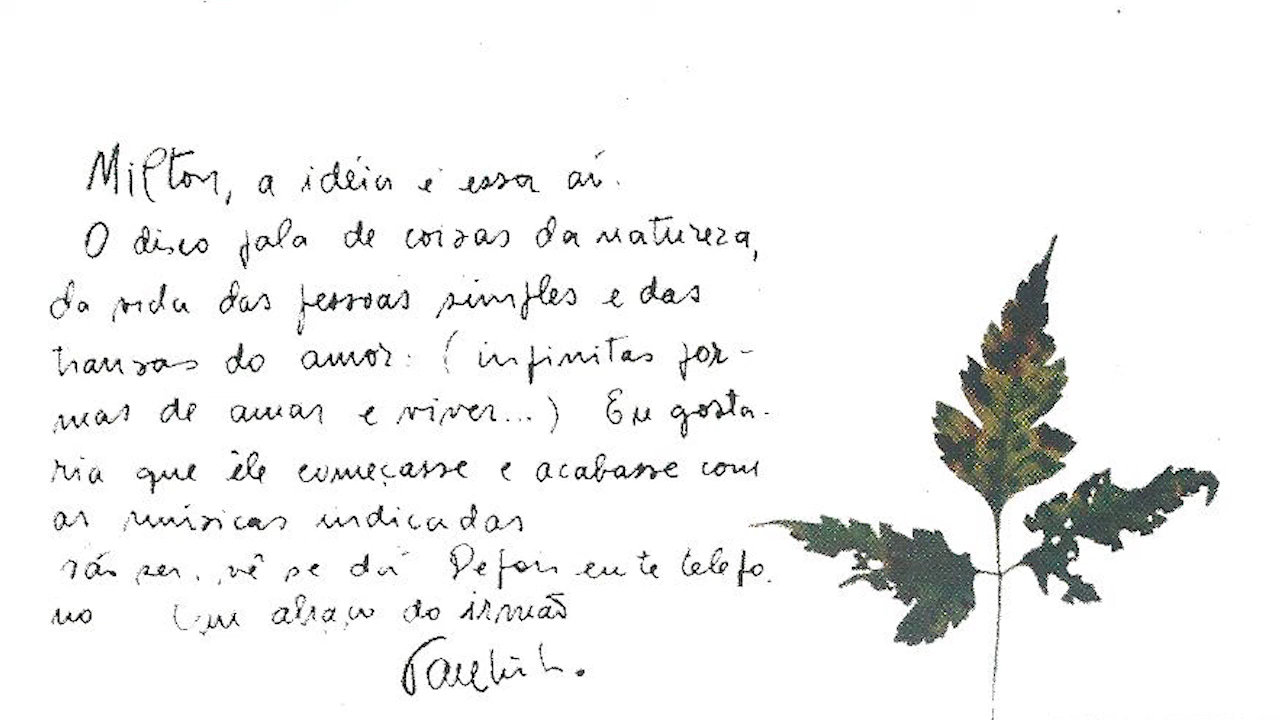 Milton, a idéia é essa aí.
O disco fala de coisas da natureza,
da vida das pessoas simples e das
transas do amor: (infinitas for-
mas de amar e viver...) Eu gosta-
ria que êle começasse e acabasse com
as músicas indicadas
ser. vê se dá Depois eu te telefo-
no Um abraço do irmão